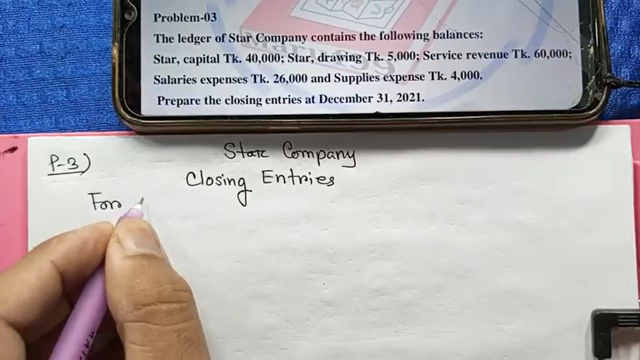 Problem-03
The ledger of Star Company contains the following balances:
Star, capital Tk. 40,000; Star, drawing Tk. 5,000; Service revenue Tk. 60,000;
Salaries expenses Tk. 26,000 and Supplies expense Tk. 4,000.
Prepare the closing entries at December 31, 2021.
P-3)
Star Company
Closing Entries
For